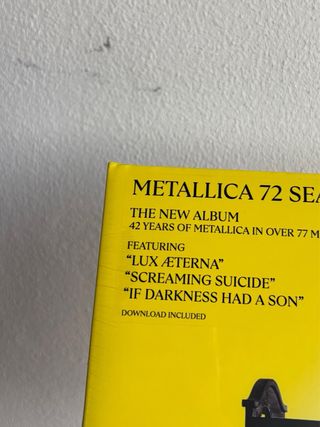 METALLICA 72 SEA
THE NEW ALBUM
42 YEARS OF METALLICA IN OVER 77 M
FEATURING
“LUX ÆTERNA”
“SCREAMING SUICIDE”
“IF DARKNESS HAD A SON”
DOWNLOAD INCLUDED